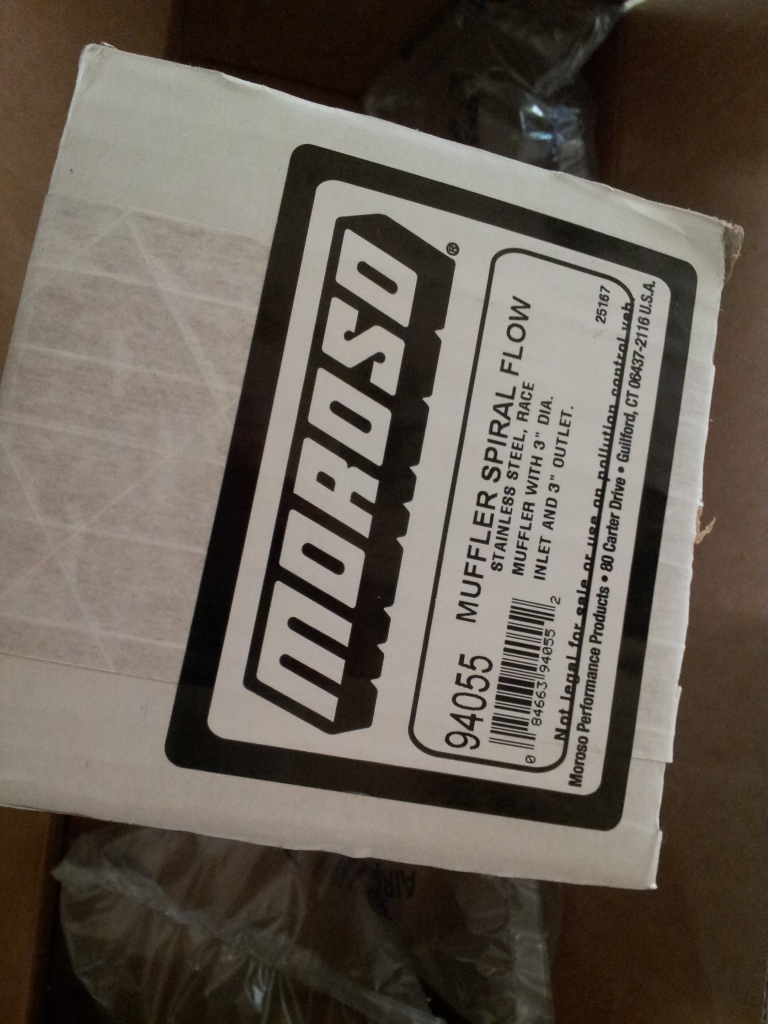 MOROSO®
94055 MUFFLER SPIRAL FLOW
STAINLESS STEEL, RACE
MUFFLER WITH 3" DIA.
INLET AND 3" OUTLET.
0 84663 94055 2
25167
Not legal for sale or use on pollution control veh
Moroso Performance Products • 80 Carter Drive • Guilford, CT 06437-2116 U.S.A.